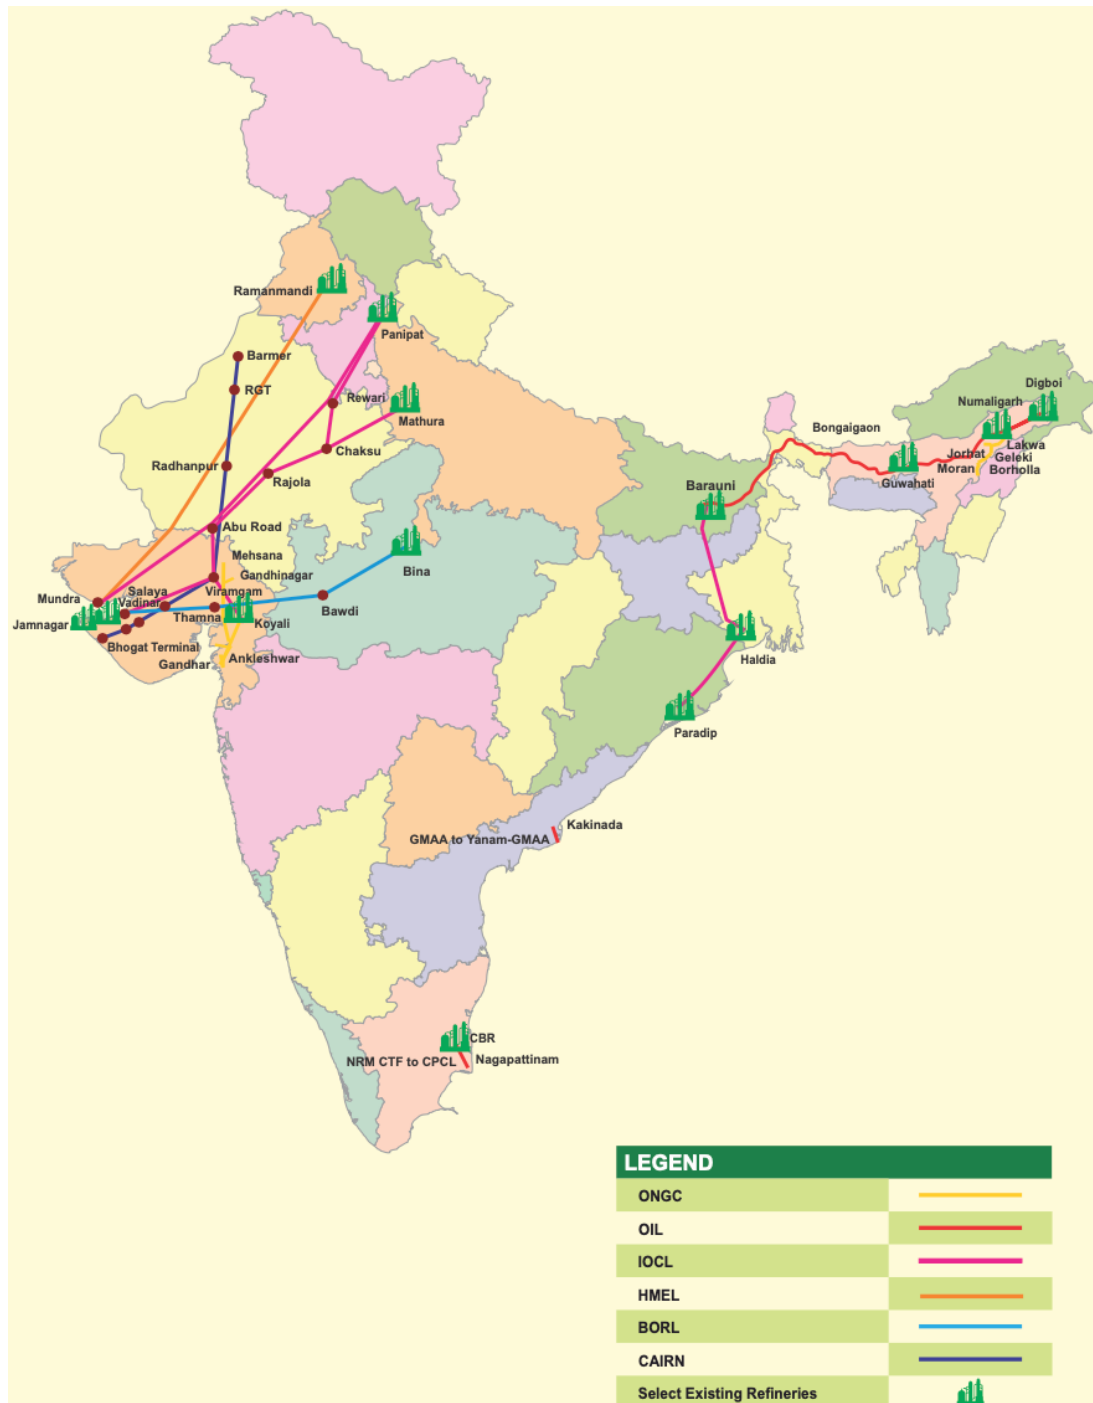 Ramanmandi
Panipat
Barmer
RGT
Rewari
Mathura
Chaksu
Radhanpur
Rajola
Abu Road
Mehsana
Gandhinagar
Bina
Mundra
Salaya
Viramgam
Vadinar
Jamnagar
Thamna
Koyali
Bawdi
Bhogat Terminal
Gandhar
Ankleshwar
Digboi
Numaligarh
Bongaigaon
Lakwa
Jorhat
Geleki
Moran
Borholla
Guwahati
Barauni
Haldia
Paradip
Kakinada
GMAA to Yanam-GMAA
CBR
NRM CTF to CPCL
Nagapattinam
LEGEND
ONGC
OIL
IOCL
HMEL
BORL
CAIRN
Select Existing Refineries